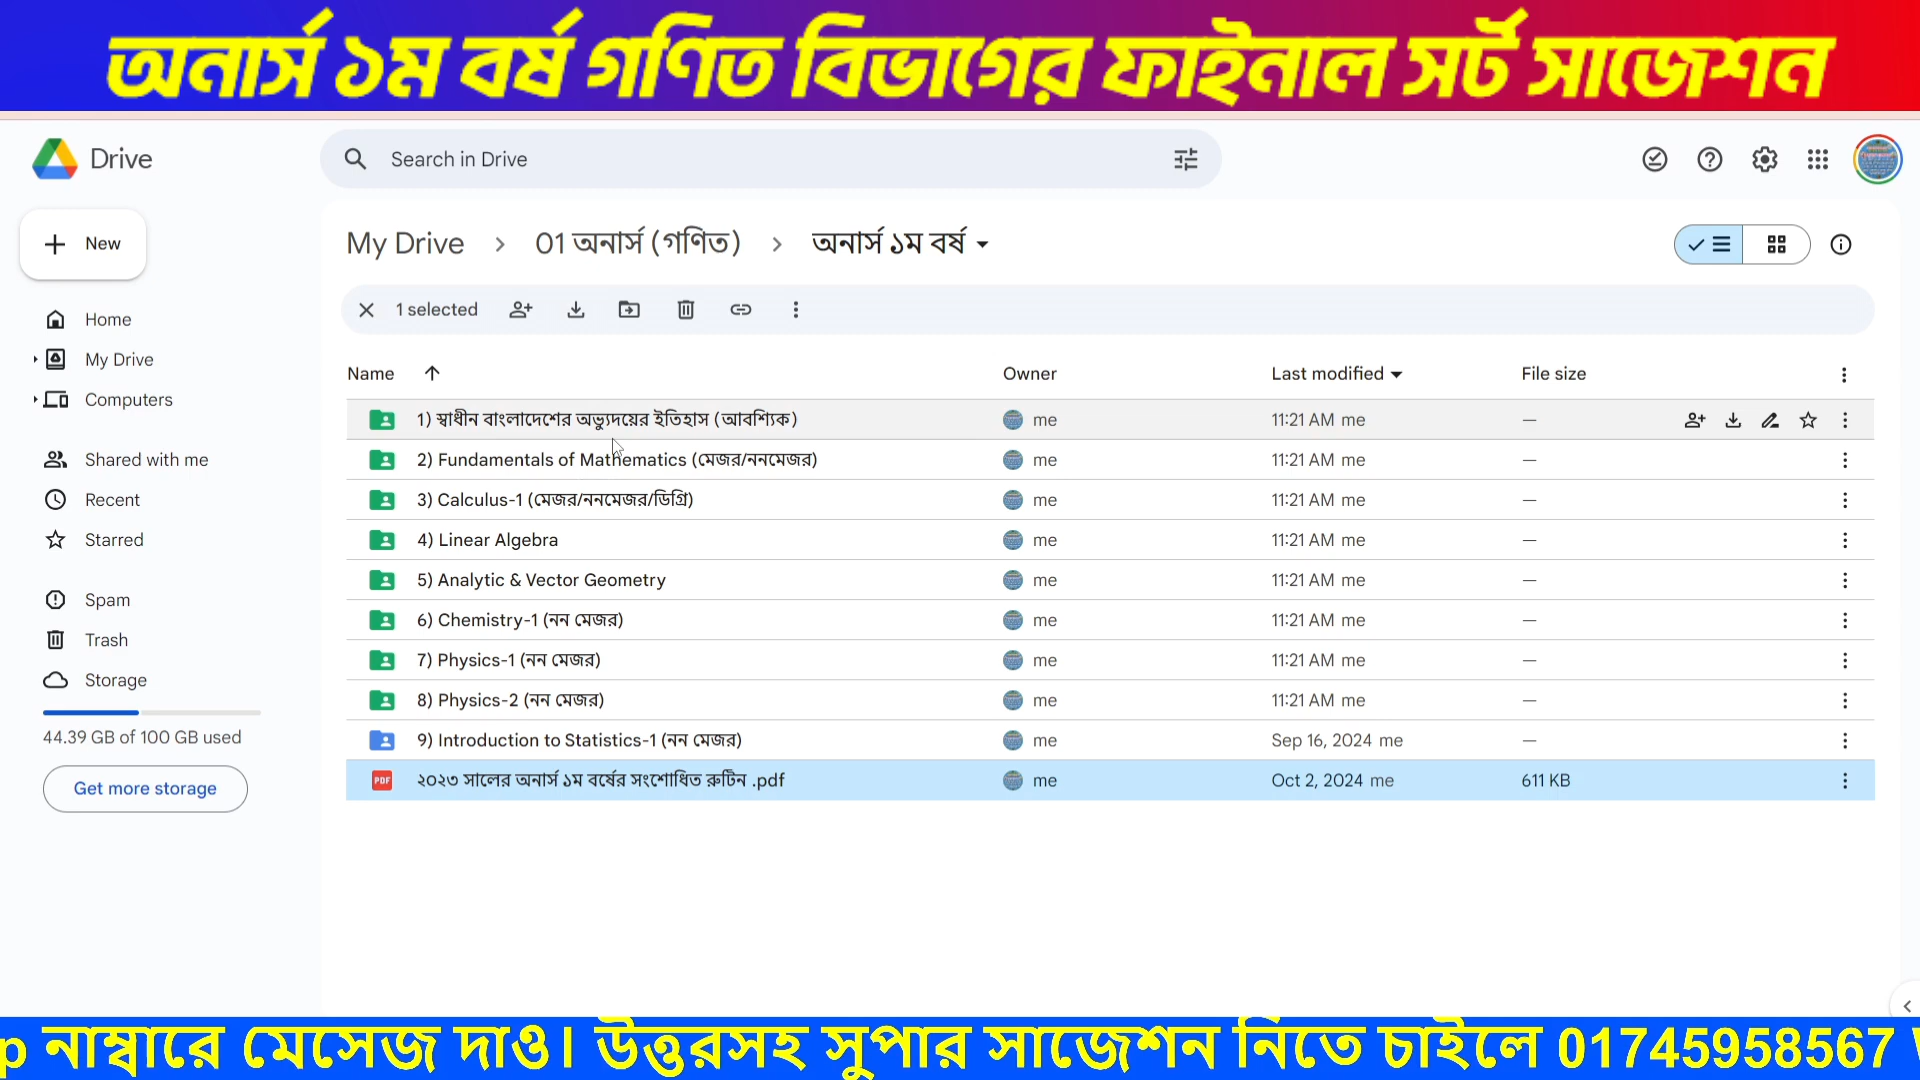 অনার্স ১ম বর্ষ গণিত বিভাগের ফাইনাল সর্ট সাজেশন
Drive
Search in Drive
New
My Drive
01 অনার্স (গণিত)
অনার্স ১ম বর্ষ
1 selected
Home
My Drive
Computers
Shared with me
Recent
Starred
Spam
Trash
Storage
44.39 GB of 100 GB used
Get more storage
Name Owner Last modified File size
1) স্বাধীন বাংলাদেশের অভ্যুদয়ের ইতিহাস (আবশ্যিক) me 11:21 AM me —
2) Fundamentals of Mathematics (মেজর/ননমেজর) me 11:21 AM me —
3) Calculus-1 (মেজর/ননমেজর/ডিগ্রি) me 11:21 AM me —
4) Linear Algebra me 11:21 AM me —
5) Analytic & Vector Geometry me 11:21 AM me —
6) Chemistry-1 (নন মেজর) me 11:21 AM me —
7) Physics-1 (নন মেজর) me 11:21 AM me —
8) Physics-2 (নন মেজর) me 11:21 AM me —
9) Introduction to Statistics-1 (নন মেজর) me Sep 16, 2024 me —
PDF ২০২৩ সালের অনার্স ১ম বর্ষের সংশোধিত রুটিন .pdf me Oct 2, 2024 me 611 KB
p নাম্বারে মেসেজ দাও। উত্তরসহ সুপার সাজেশন নিতে চাইলে 01745958567